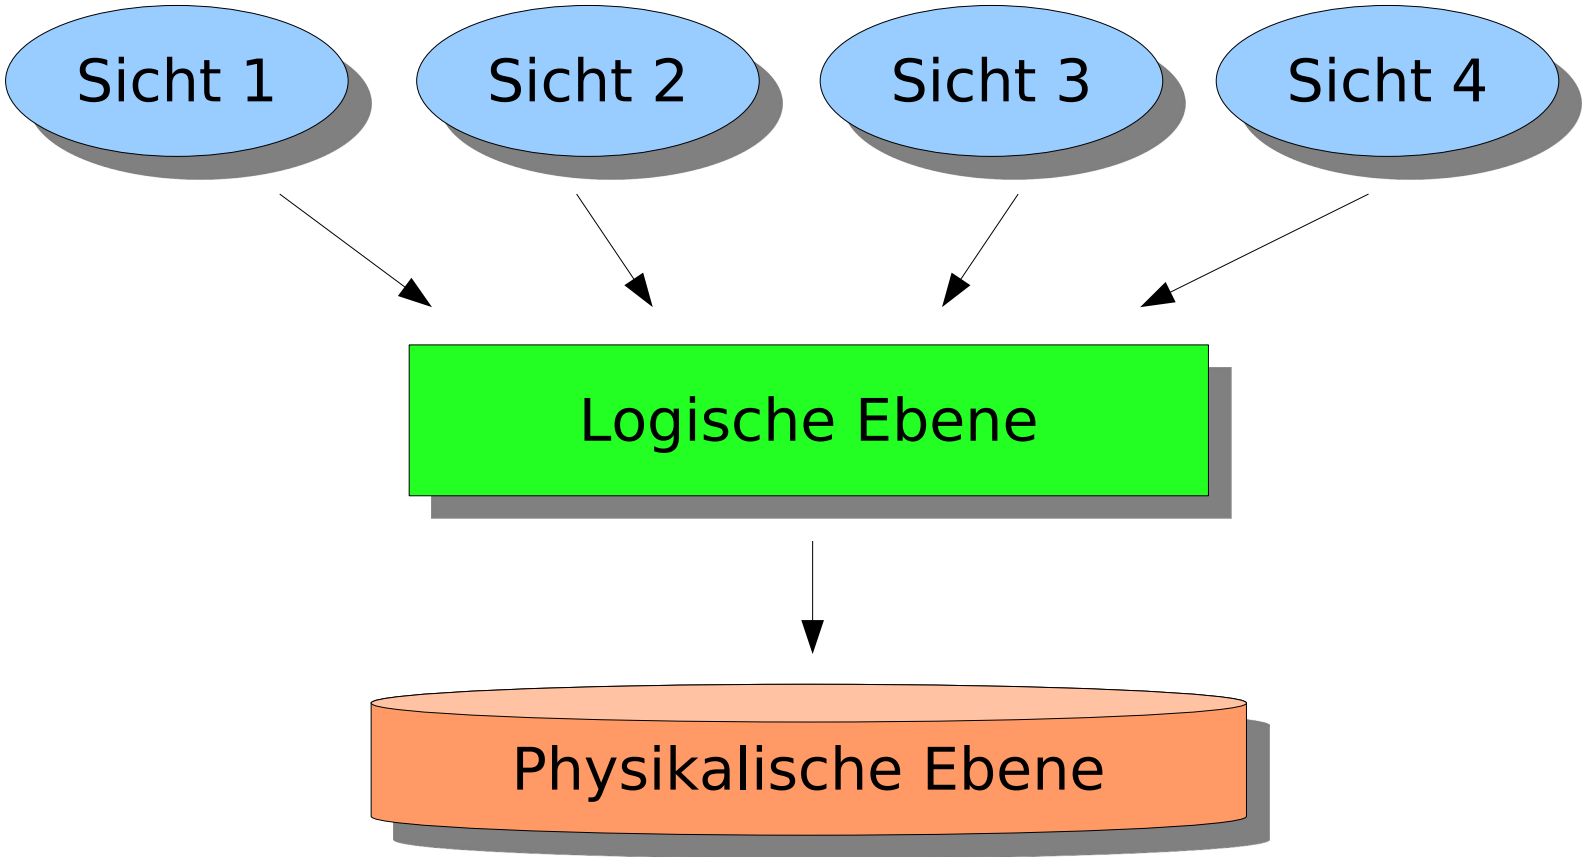 Sicht 1
Sicht 2
Sicht 3
Sicht 4
Logische Ebene
Physikalische Ebene